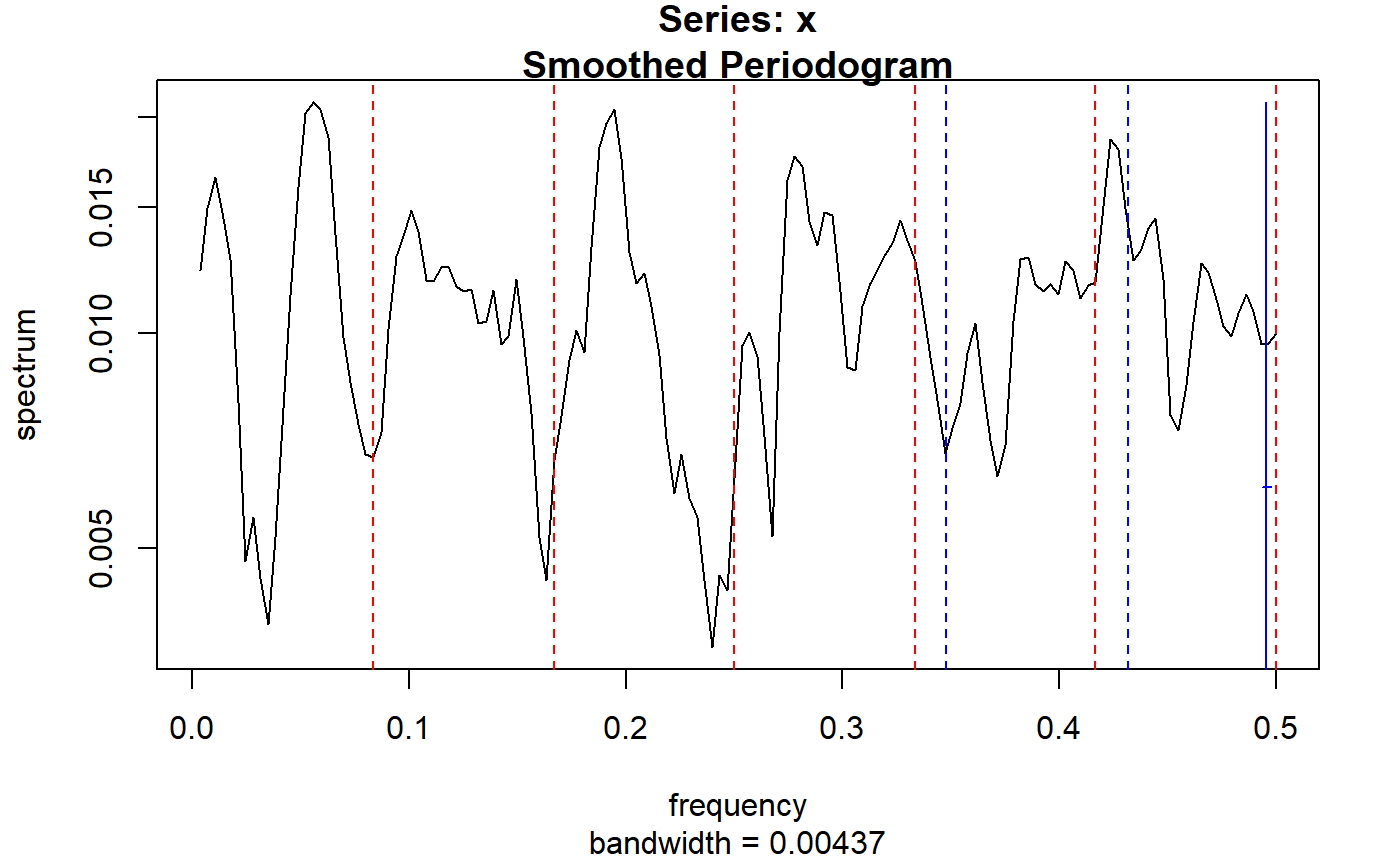 Series: x
Smoothed Periodogram
spectrum
0.015
0.010
0.005
0.0 0.1 0.2 0.3 0.4 0.5
frequency
bandwidth = 0.00437